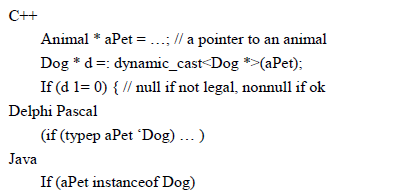 C++
Animal * aPet = …; // a pointer to an animal
Dog * d =: dynamic_cast<Dog *>(aPet);
If (d 1= 0) { // null if not legal, nonnull if ok
Delphi Pascal
(if (typep aPet ‘Dog) … )
Java
If (aPet instanceof Dog)